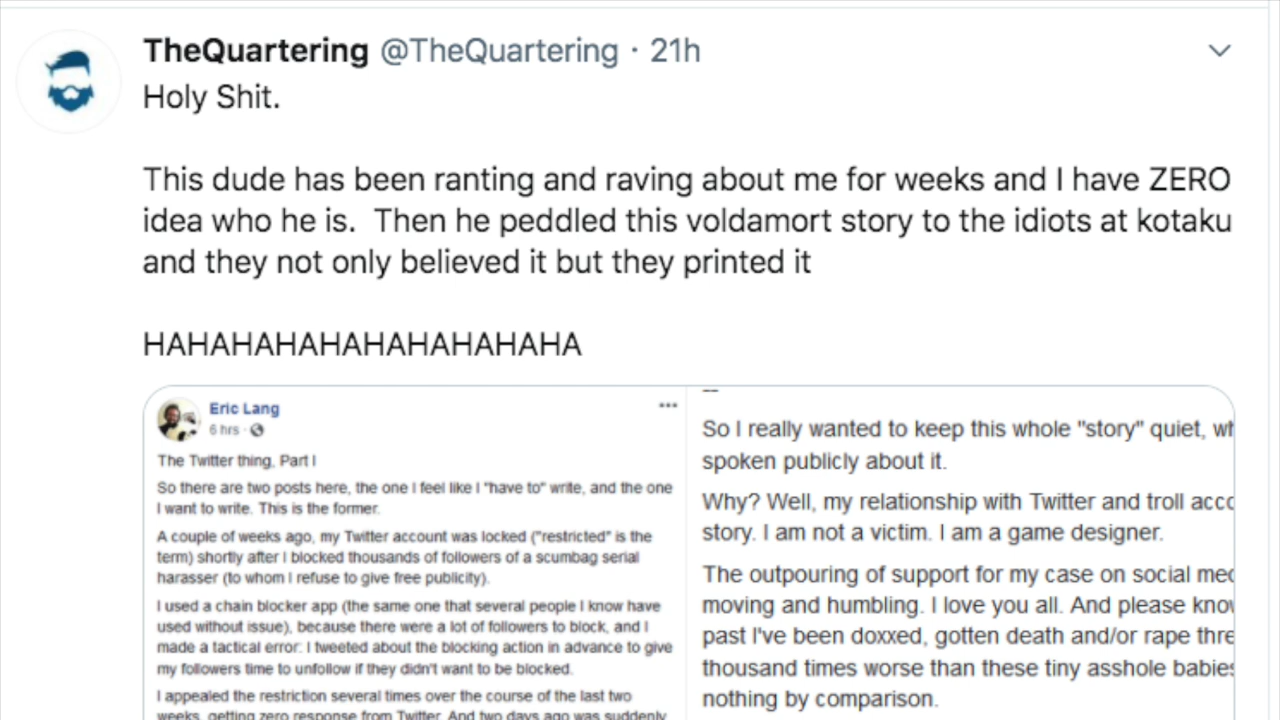 TheQuartering @TheQuartering · 21h
Holy Shit.
This dude has been ranting and raving about me for weeks and I have ZERO
idea who he is. Then he peddled this voldamort story to the idiots at kotaku
and they not only believed it but they printed it
HAHAHAHAHAHAHAHAHAHA
Eric Lang
6 hrs ·
The Twitter thing, Part I
So there are two posts here, the one I feel like I "have to" write, and the one
I want to write. This is the former.
A couple of weeks ago, my Twitter account was locked ("restricted" is the
term) shortly after I blocked thousands of followers of a scumbag serial
harasser (to whom I refuse to give free publicity).
I used a chain blocker app (the same one that several people I know have
used without issue), because there were a lot of followers to block, and I
made a tactical error: I tweeted about the blocking action in advance to give
my followers time to unfollow if they didn't want to be blocked.
I appealed the restriction several times over the course of the last two
weeks, getting zero response from Twitter. And two days ago was suddenly
So I really wanted to keep this whole "story" quiet, wh
spoken publicly about it.
Why? Well, my relationship with Twitter and troll acco
story. I am not a victim. I am a game designer.
The outpouring of support for my case on social med
moving and humbling. I love you all. And please know
past I've been doxxed, gotten death and/or rape thre
thousand times worse than these tiny asshole babies
nothing by comparison.